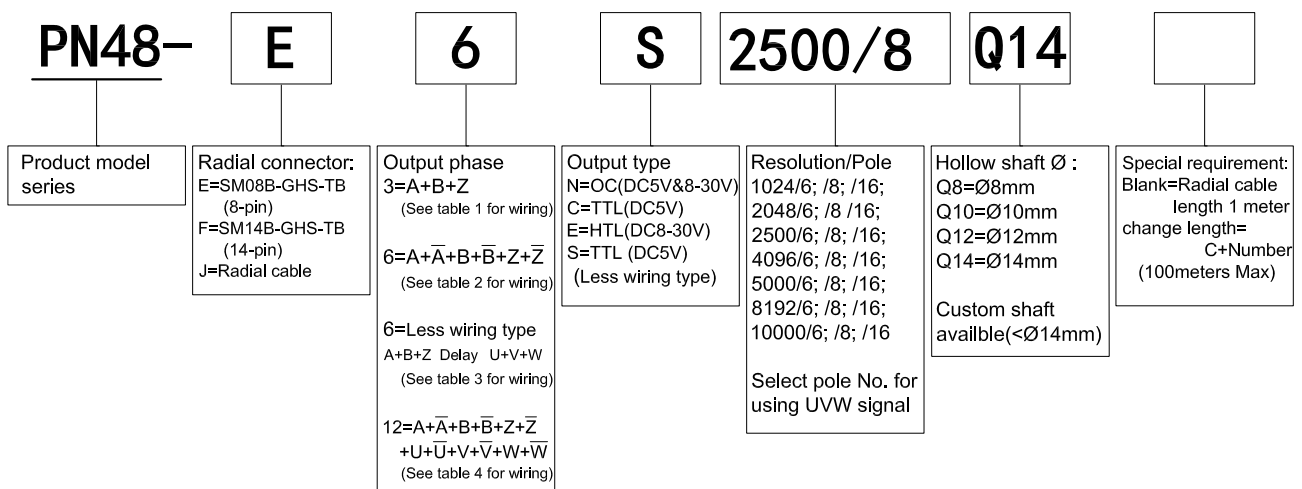 PN48- E 6 S 2500/8 Q14
Product model
series
Radial connector:
E=SM08B-GHS-TB
(8-pin)
F=SM14B-GHS-TB
(14-pin)
J=Radial cable
Output phase
3=A+B+Z
(See table 1 for wiring)
6=A+A̅+B+B̅+Z+Z̅
(See table 2 for wiring)
6=Less wiring type
A+B+Z Delay U+V+W
(See table 3 for wiring)
12=A+A̅+B+B̅+Z+Z̅
+U+U̅+V+V̅+W+W̅
(See table 4 for wiring)
Output type
N=OC(DC5V&8-30V)
C=TTL(DC5V)
E=HTL(DC8-30V)
S=TTL (DC5V)
(Less wiring type)
Resolution/Pole
1024/6; /8; /16;
2048/6; /8 /16;
2500/6; /8; /16;
4096/6; /8; /16;
5000/6; /8; /16;
8192/6; /8; /16;
10000/6; /8; /16
Select pole No. for
using UVW signal
Hollow shaft Ø :
Q8=Ø8mm
Q10=Ø10mm
Q12=Ø12mm
Q14=Ø14mm
Custom shaft
availble(<Ø14mm)
Special requirement:
Blank=Radial cable
length 1 meter
change length=
C+Number
(100meters Max)